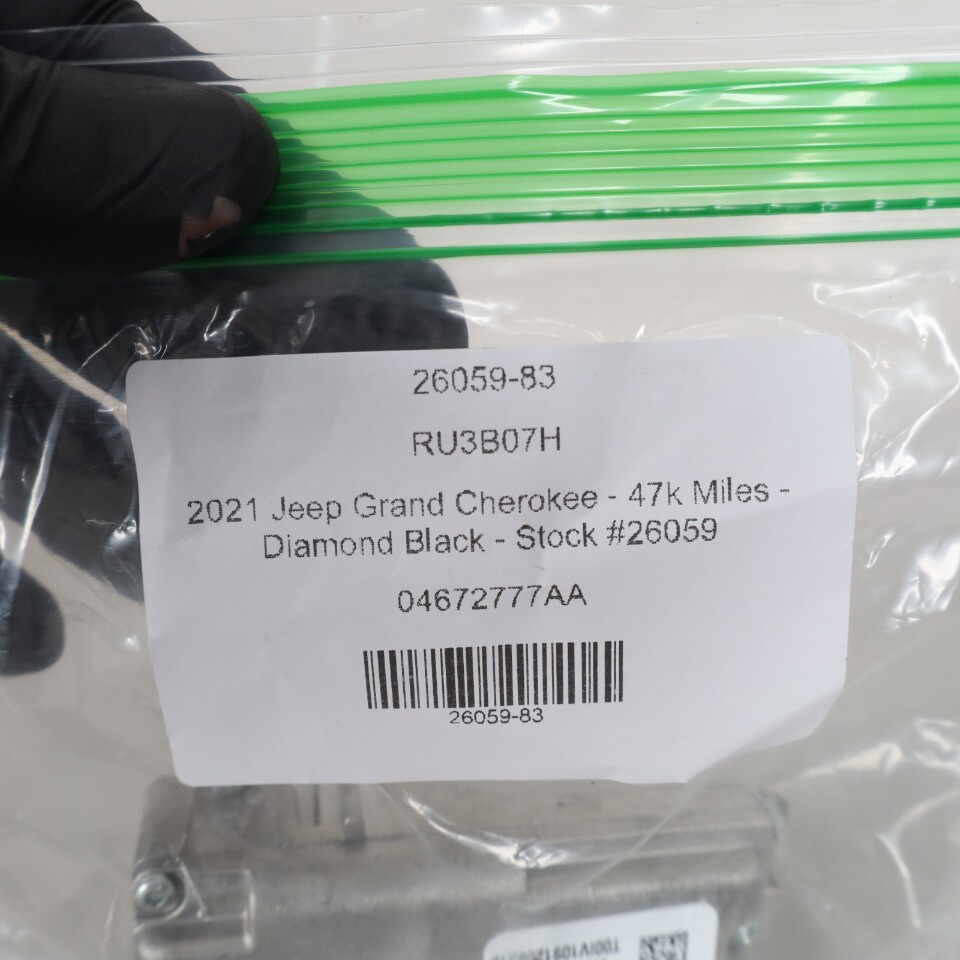 26059-83
RU3B07H
2021 Jeep Grand Cherokee - 47k Miles -
Diamond Black - Stock #26059
04672777AA
26059-83